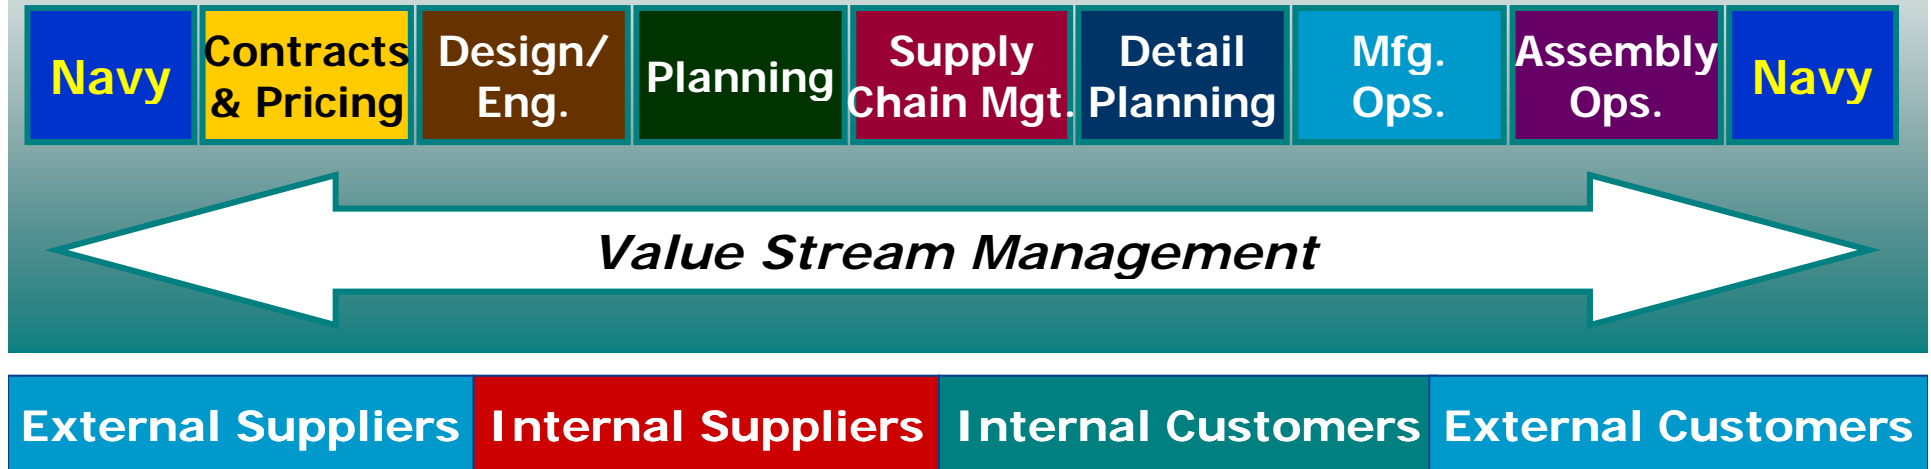 Navy
Contracts
& Pricing
Design/
Eng.
Planning
Supply
Chain Mgt.
Detail
Planning
Mfg.
Ops.
Assembly
Ops.
Navy
Value Stream Management
External Suppliers
Internal Suppliers
Internal Customers
External Customers